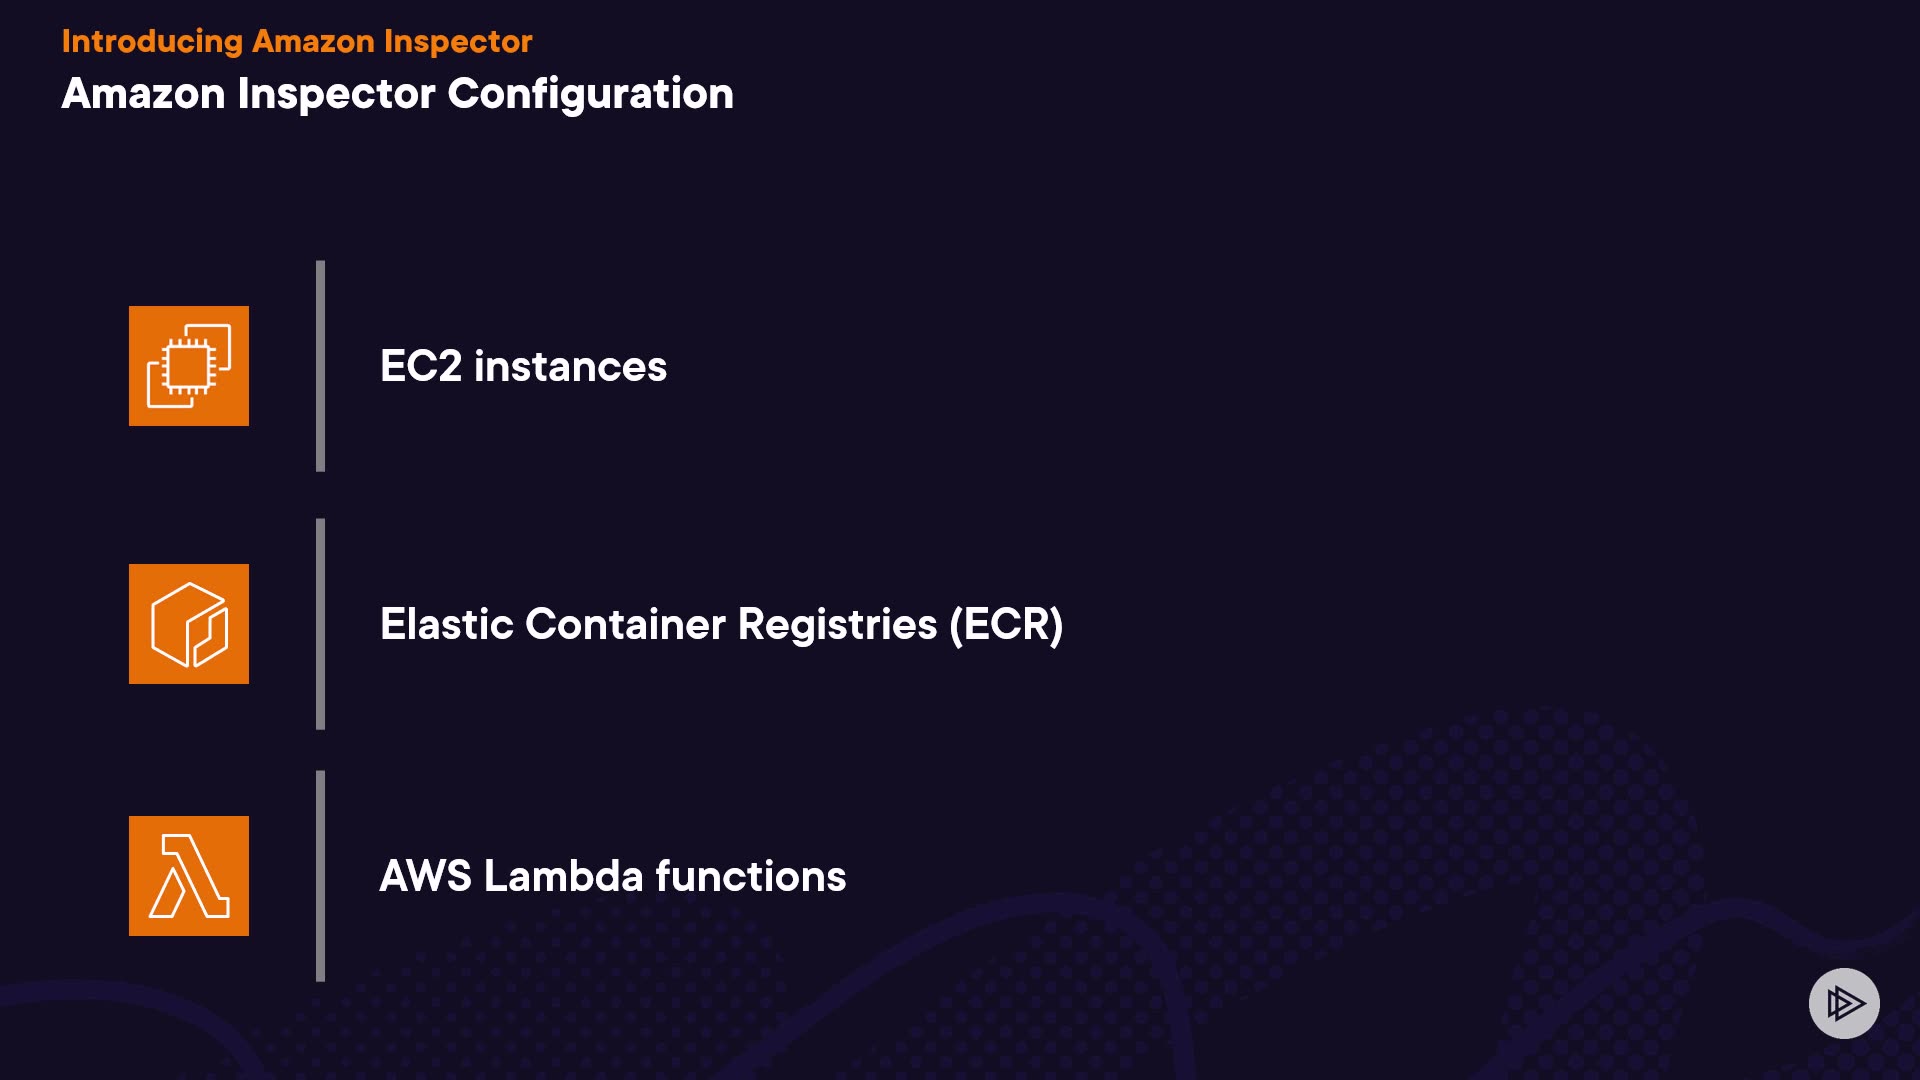 Introducing Amazon Inspector
Amazon Inspector Configuration
EC2 instances
Elastic Container Registries (ECR)
AWS Lambda functions